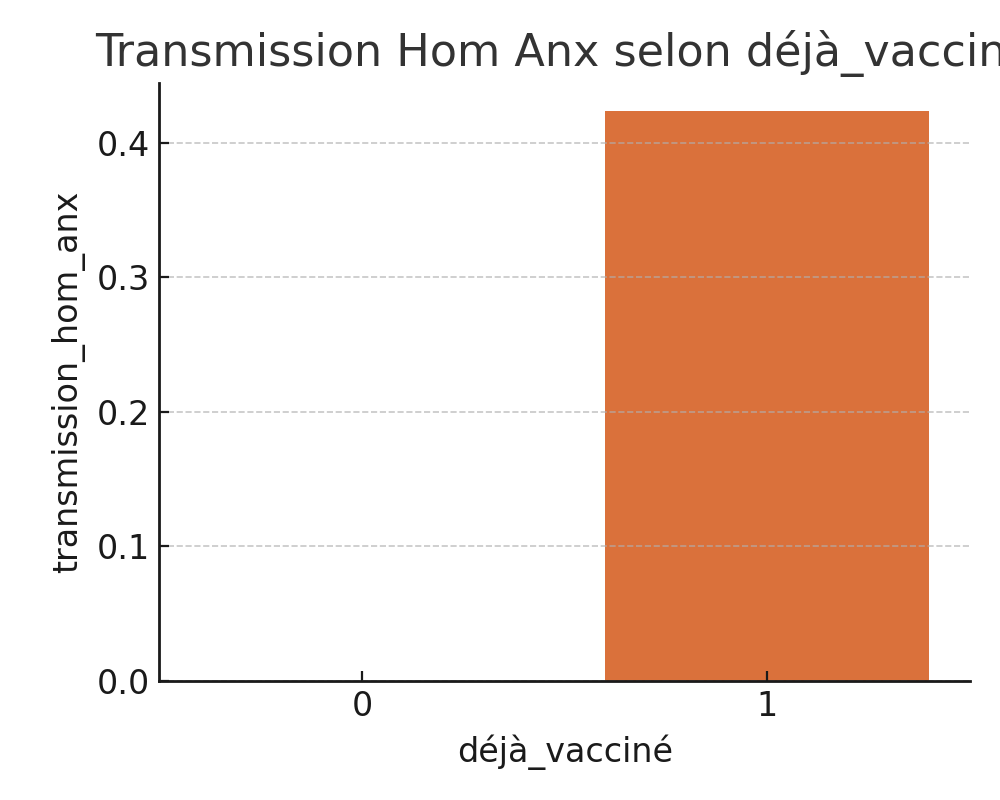 Transmission Hom Anx selon déjà_vaccin
0.4
0.3
0.2
0.1
0.0
transmission_hom_anx
0
1
déjà_vacciné